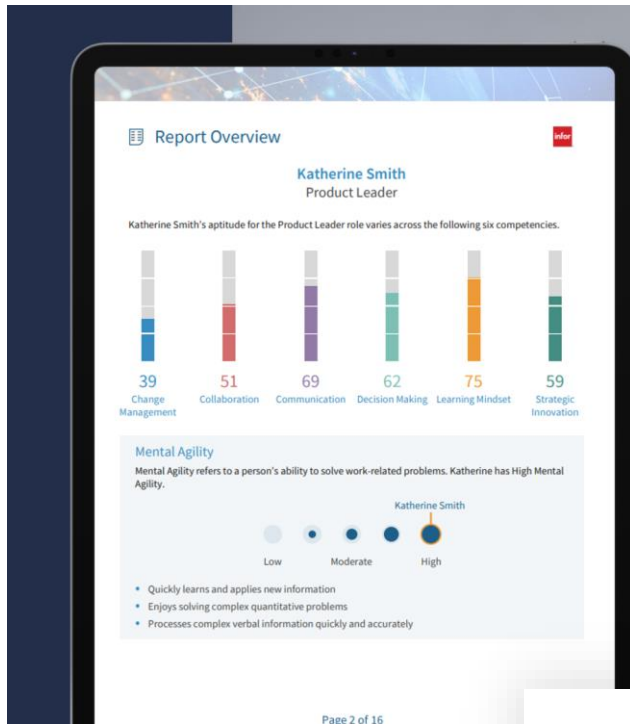 Report Overview
infor
Katherine Smith
Product Leader
Katherine Smith's aptitude for the Product Leader role varies across the following six competencies.
39
51
69
62
75
59
Change
Management
Collaboration
Communication
Decision Making
Learning Mindset
Strategic
Innovation
Mental Agility
Mental Agility refers to a person's ability to solve work-related problems. Katherine has High Mental
Agility.
Katherine Smith
Low
Moderate
High
• Quickly learns and applies new information
• Enjoys solving complex quantitative problems
• Processes complex verbal information quickly and accurately
Page 2 of 16